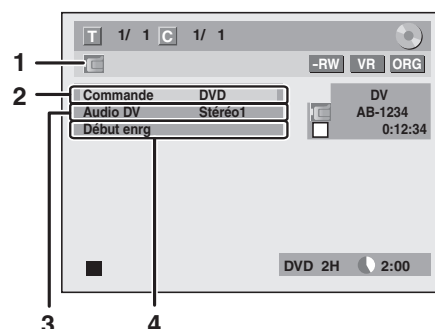 T 1/ 1 C 1/ 1
1
-RW VR ORG
2
Commande DVD
DV
Audio DV Stéréo1
AB-1234
Début enrg
0:12:34
DVD 2H 2:00
3 4